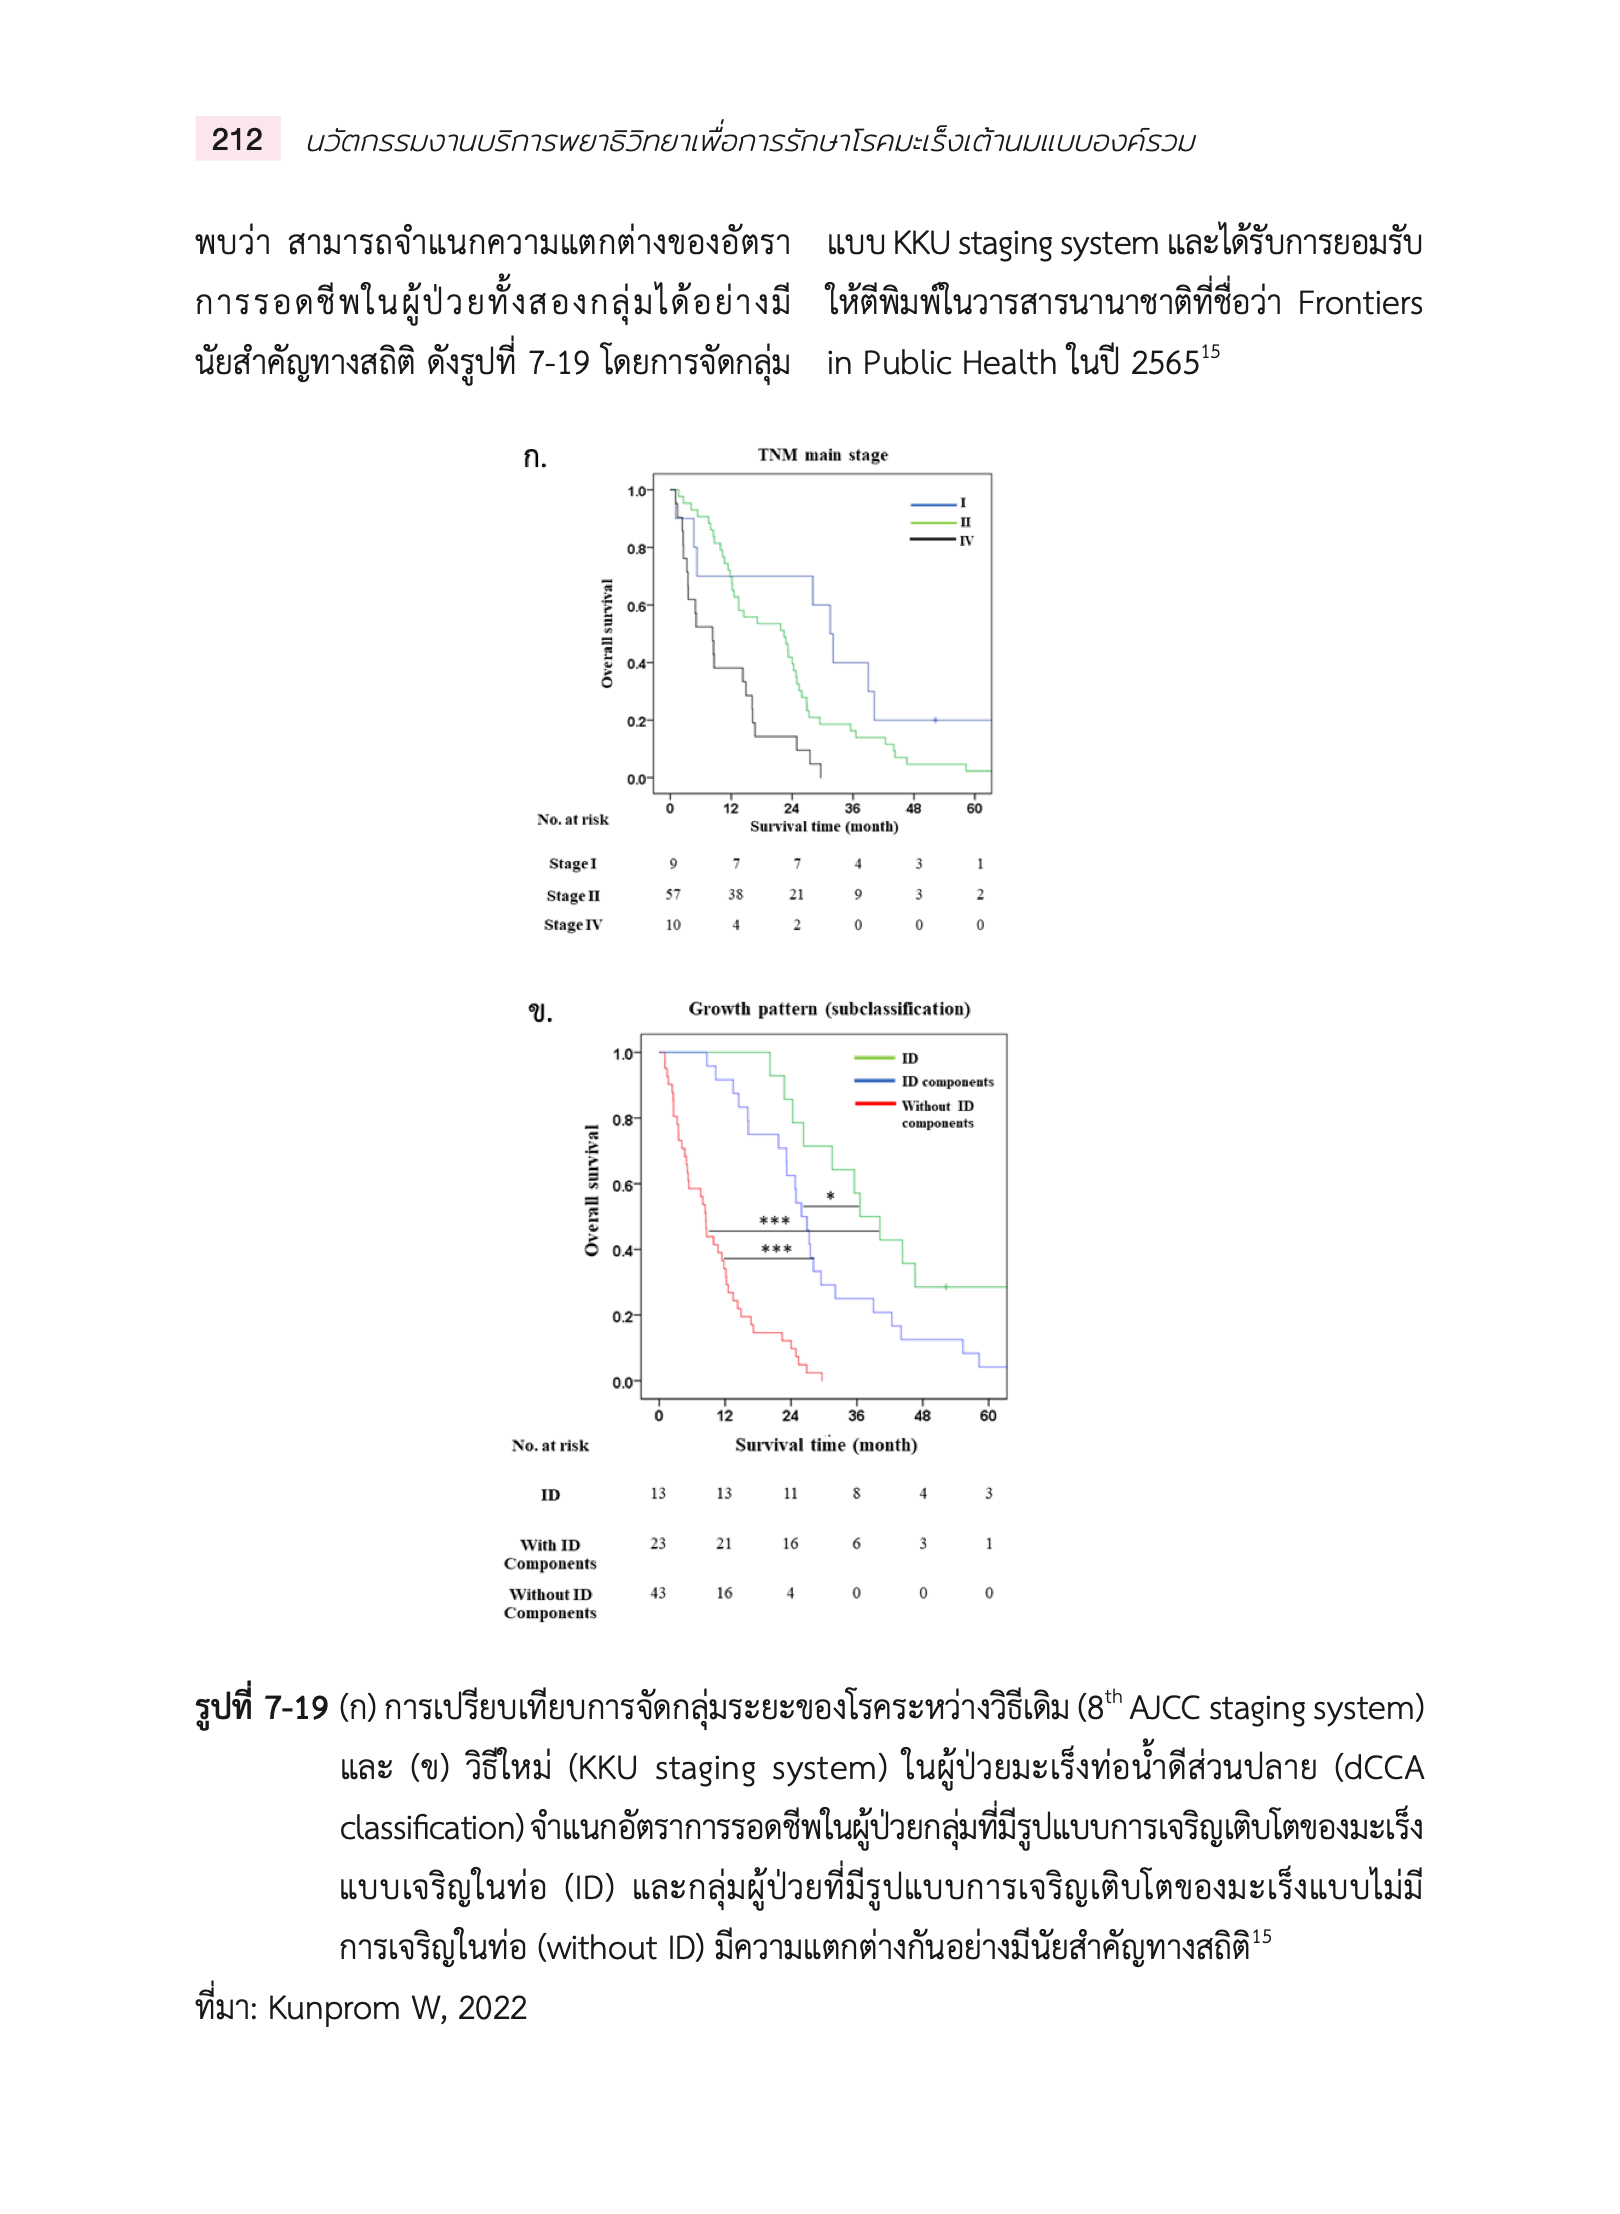 212 นวัตกรรมงานบริการพยาธิวิทยาเพื่อการรักษาโรคมะเร็งเต้านมแบบองค์รวม
พบว่า สามารถจำแนกความแตกต่างของอัตรา
การรอดชีพในผู้ป่วยทั้งสองกลุ่มได้อย่างมี
นัยสำคัญทางสถิติ ดังรูปที่ 7-19 โดยการจัดกลุ่ม
แบบ KKU staging system และได้รับการยอมรับ
ให้ตีพิมพ์ในวารสารนานาชาติที่ชื่อว่า Frontiers
in Public Health ในปี 2565¹⁵
ก.
TNM main stage
I
II
IV
Overall survival
1.0
0.8
0.6
0.4
0.2
0.0
0 12 24 36 48 60
Survival time (month)
No. at risk
Stage I 9 7 7 4 3 1
Stage II 57 38 21 9 3 2
Stage IV 10 4 2 0 0 0
ข.
Growth pattern (subclassification)
ID
ID components
Without ID
components
Overall survival
1.0
0.8
0.6
0.4
0.2
0.0
*
***
***
0 12 24 36 48 60
Survival time (month)
No. at risk
ID 13 13 11 8 4 3
With ID
Components 23 21 16 6 3 1
Without ID
Components 43 16 4 0 0 0
รูปที่ 7-19 (ก) การเปรียบเทียบการจัดกลุ่มระยะของโรคระหว่างวิธีเดิม (8th AJCC staging system)
และ (ข) วิธีใหม่ (KKU staging system) ในผู้ป่วยมะเร็งท่อน้ำดีส่วนปลาย (dCCA
classification) จำแนกอัตราการรอดชีพในผู้ป่วยกลุ่มที่มีรูปแบบการเจริญเติบโตของมะเร็ง
แบบเจริญในท่อ (ID) และกลุ่มผู้ป่วยที่มีรูปแบบการเจริญเติบโตของมะเร็งแบบไม่มี
การเจริญในท่อ (without ID) มีความแตกต่างกันอย่างมีนัยสำคัญทางสถิติ¹⁵
ที่มา: Kunprom W, 2022